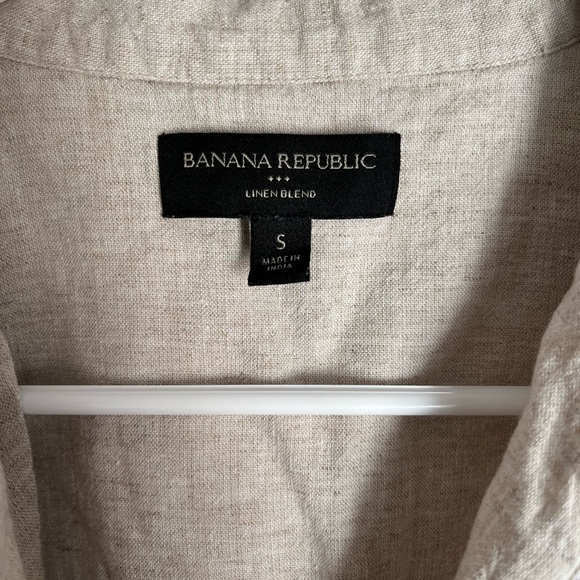 BANANA REPUBLIC
LINEN BLEND
S
MADE IN
INDIA